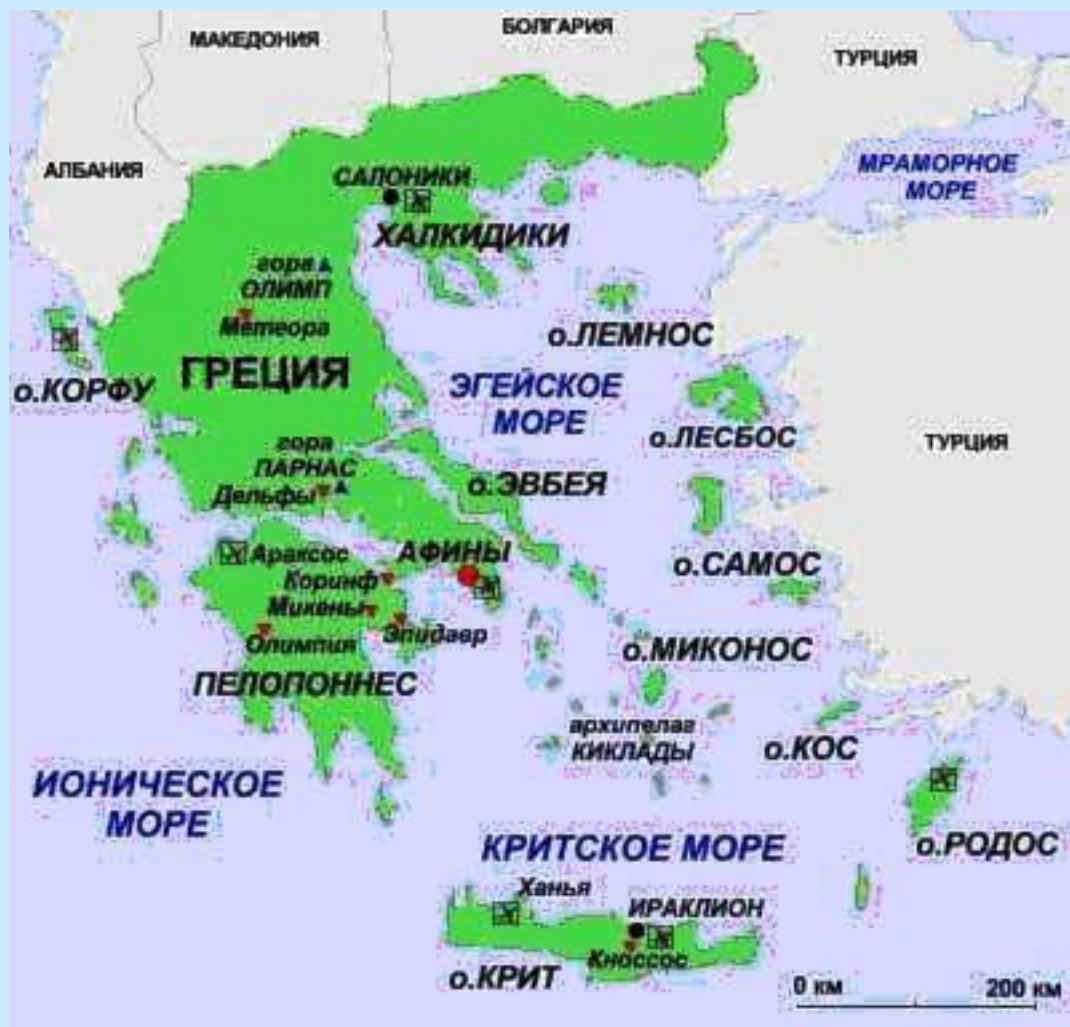 МАКЕДОНИЯ
БОЛГАРИЯ
ТУРЦИЯ
АЛБАНИЯ
МРАМОРНОЕ
МОРЕ
САЛОНИКИ
ХАЛКИДИКИ
гора
ОЛИМП
Метеора
о.ЛЕМНОС
ГРЕЦИЯ
о.КОРФУ
ЭГЕЙСКОЕ
МОРЕ
о.ЛЕСБОС
ТУРЦИЯ
гора
ПАРНАС
Дельфы
о.ЭВБЕЯ
Араксос
АФИНЫ
о.САМОС
Коринф
Микены
Эпидавр
Олимпия
о.МИКОНОС
ПЕЛОПОННЕС
архипелаг
КИКЛАДЫ
о.КОС
ИОНИЧЕСКОЕ
МОРЕ
о.РОДОС
КРИТСКОЕ МОРЕ
Ханья
ИРАКЛИОН
Кноссос
о.КРИТ
0 км 200 км